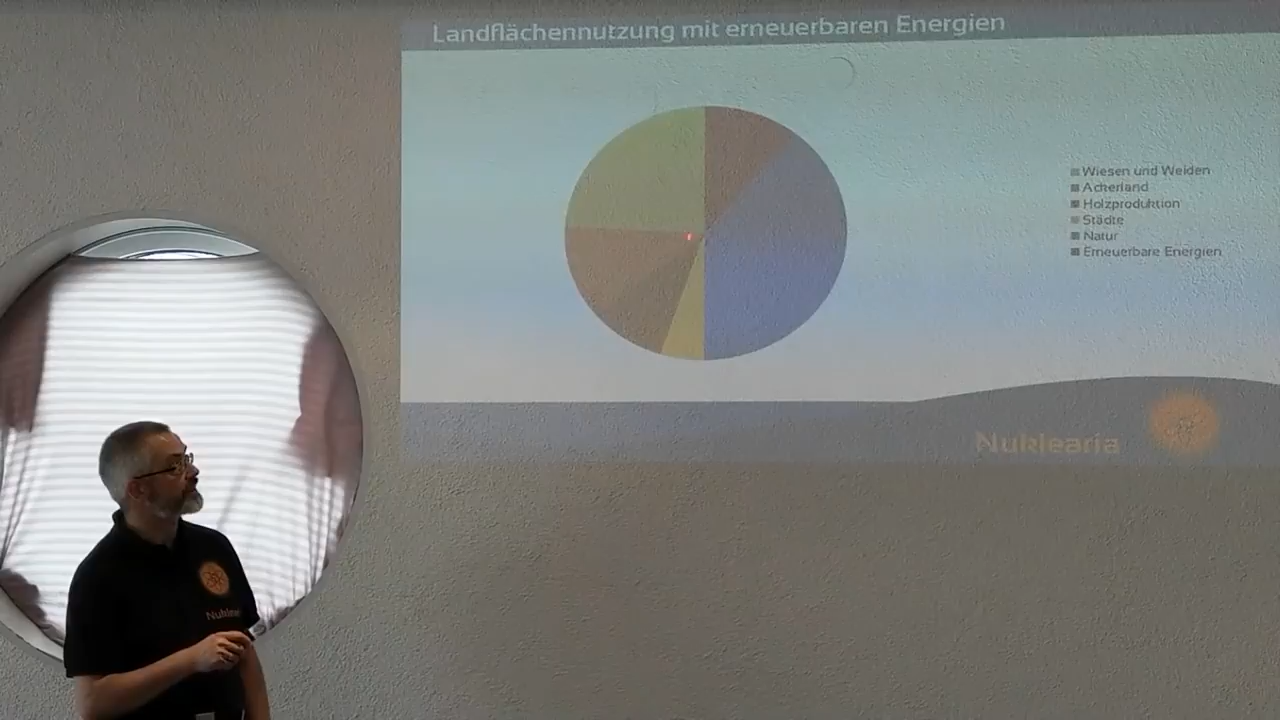 Landflächennutzung mit erneuerbaren Energien
Wiesen und Weiden
Ackerland
Holzproduktion
Städte
Natur
Erneuerbare Energien
Nuklearia